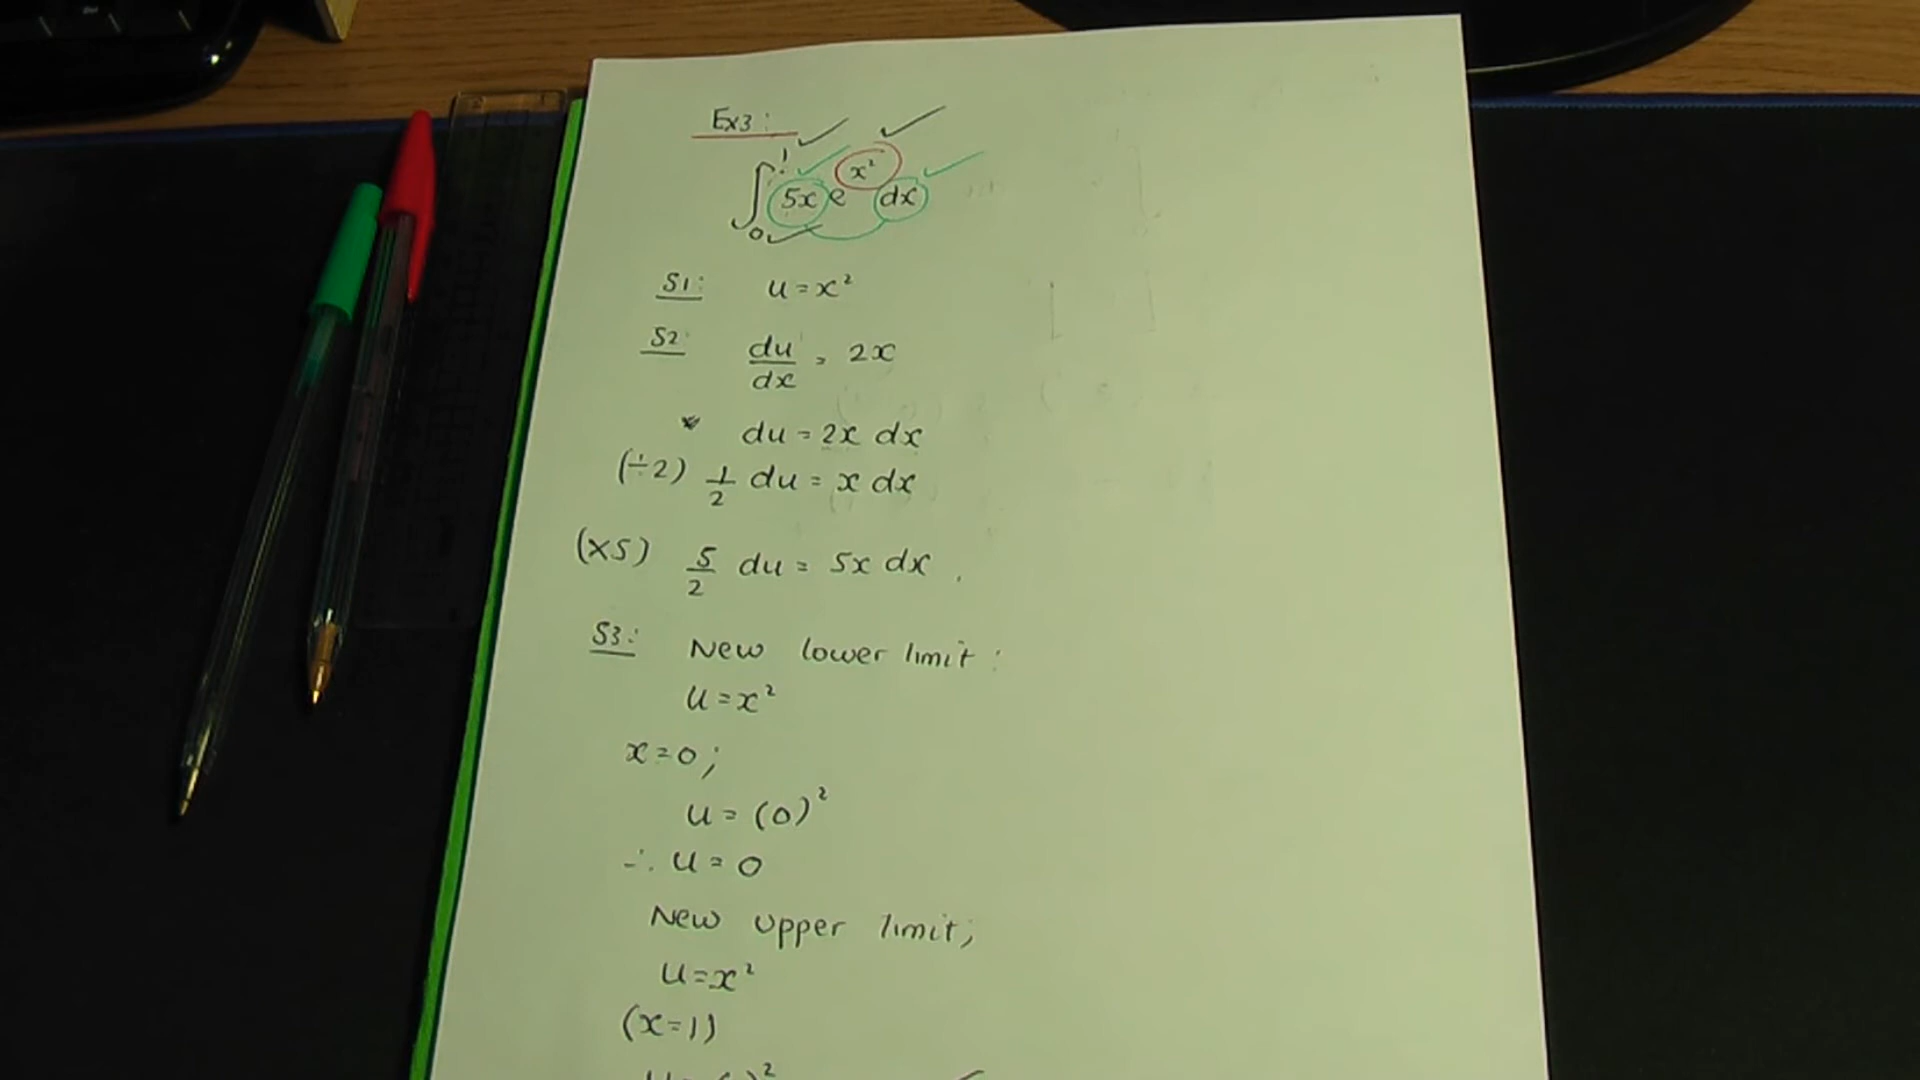 Ex3:
∫₀¹ 5x e^{x²} dx
S1: u = x²
S2: du/dx = 2x
* du = 2x dx
(÷2) 1/2 du = x dx
(×5) 5/2 du = 5x dx .
S3: New lower limit :
u = x²
x = 0 ;
u = (0)²
∴ u = 0
New upper limit;
u = x²
(x = 1)